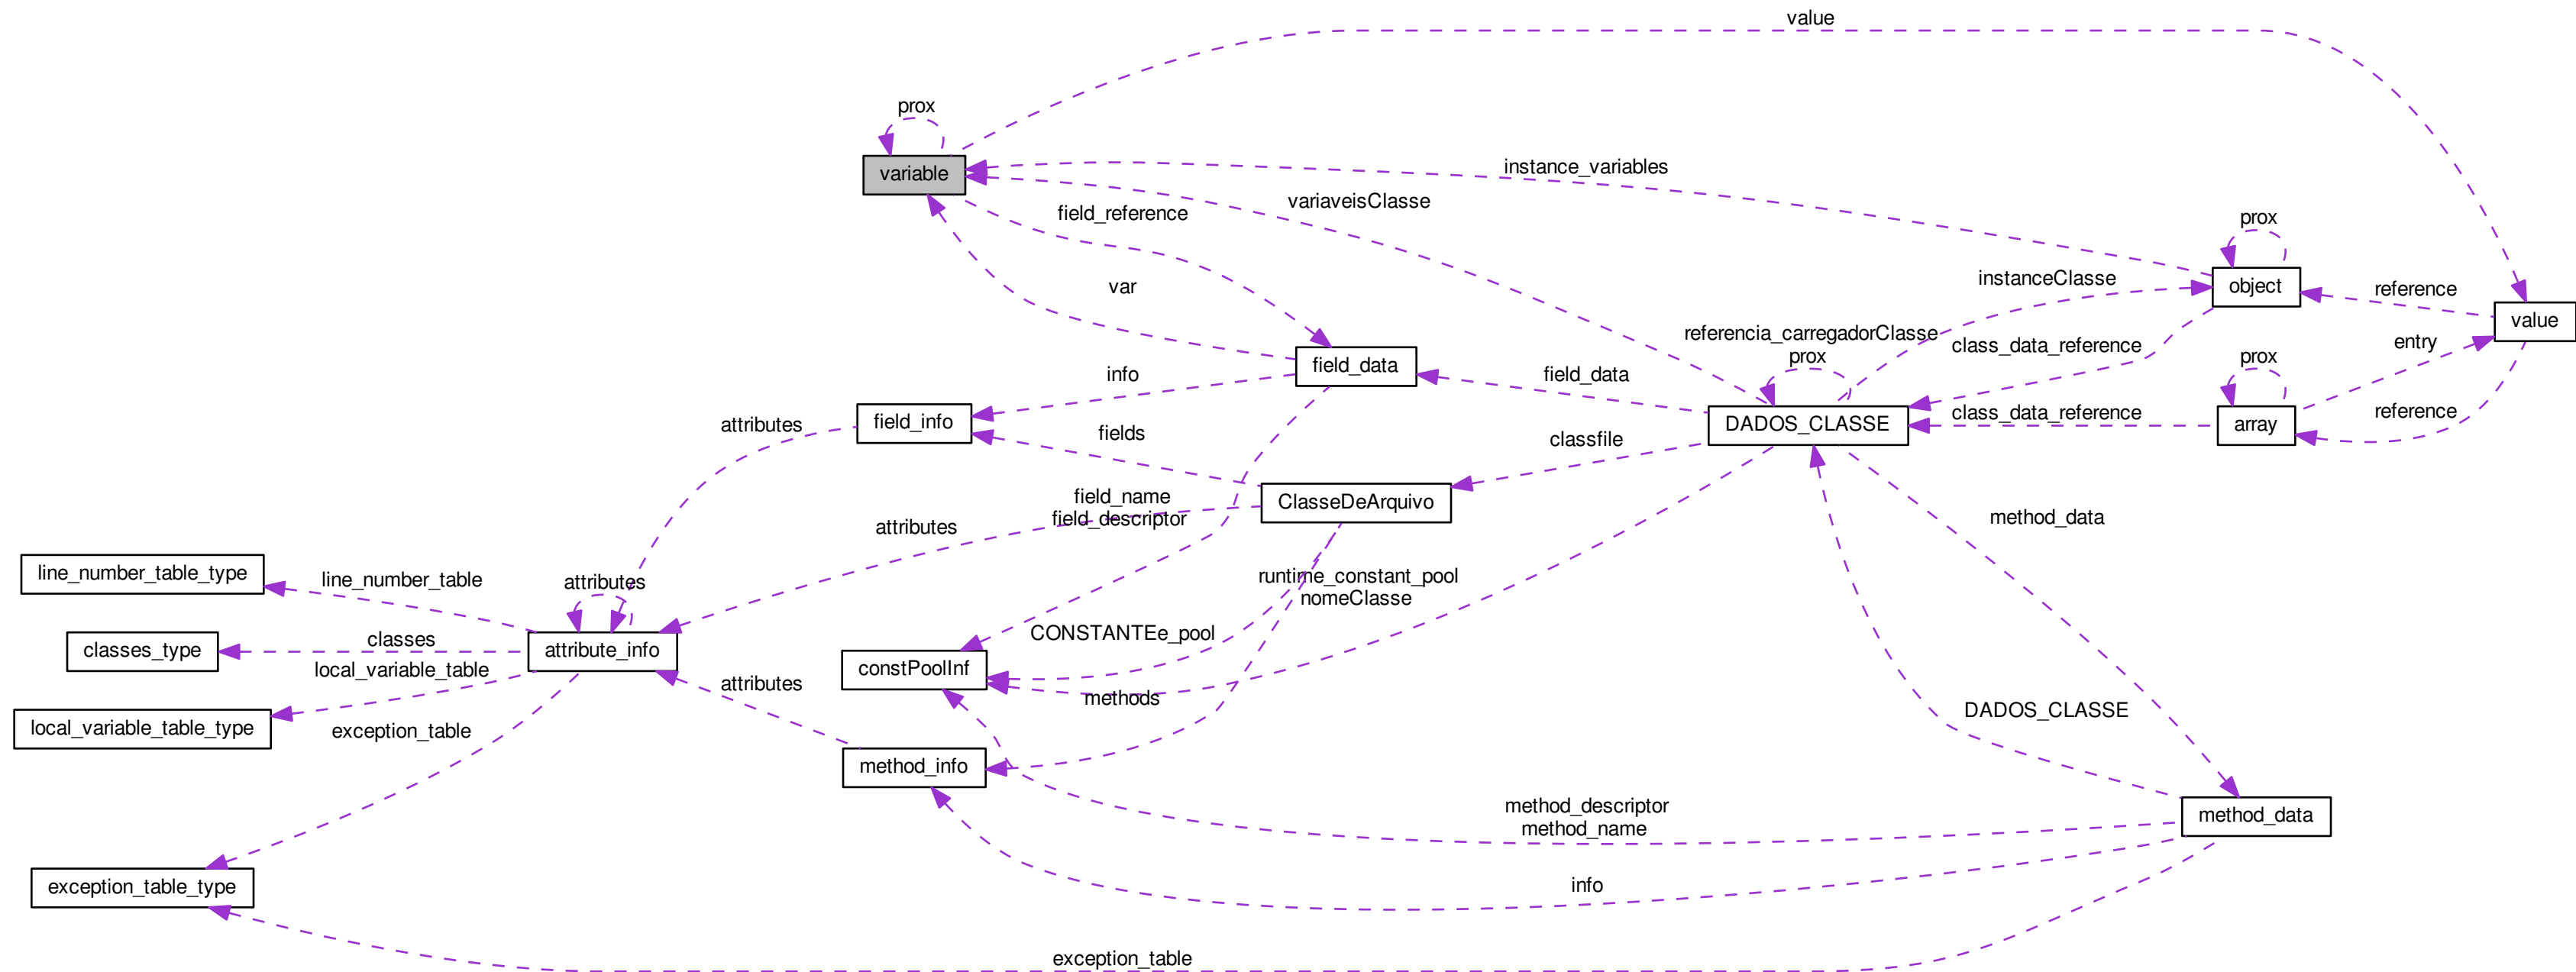 value
prox
variable
instance_variables
variaveisClasse
field_reference
prox
object
instanceClasse
var
reference
value
referencia_carregadorClasse
prox
class_data_reference
entry
prox
field_data
info
field_data
reference
field_info
attributes
fields
DADOS_CLASSE
class_data_reference
array
classfile
ClasseDeArquivo
field_name
field_descriptor
attributes
method_data
line_number_table_type
line_number_table
attributes
runtime_constant_pool
nomeClasse
classes_type
classes
attribute_info
CONSTANTEe_pool
constPoolInf
local_variable_table
attributes
methods
local_variable_table_type
exception_table
DADOS_CLASSE
method_info
method_descriptor
method_name
method_data
exception_table_type
info
exception_table